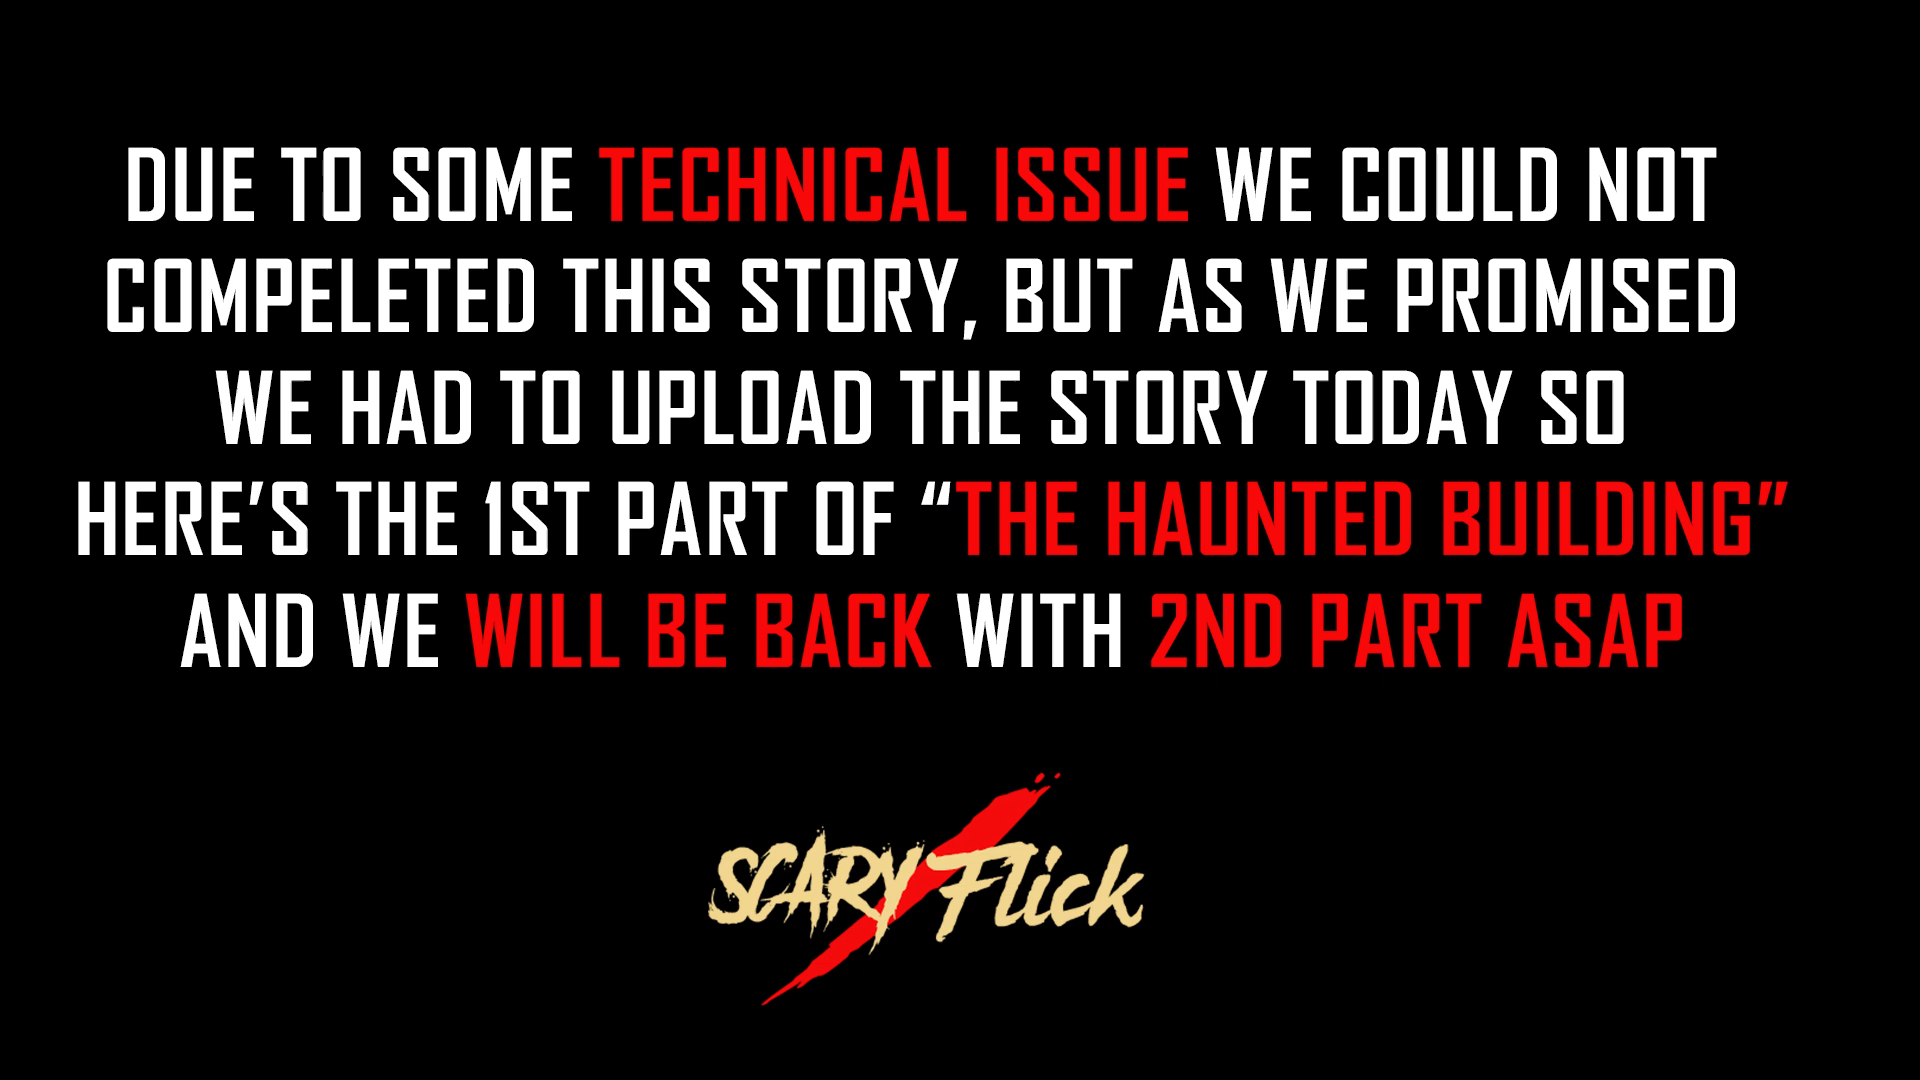 DUE TO SOME TECHNICAL ISSUE WE COULD NOT
COMPELETED THIS STORY, BUT AS WE PROMISED
WE HAD TO UPLOAD THE STORY TODAY SO
HERE’S THE 1ST PART OF “THE HAUNTED BUILDING”
AND WE WILL BE BACK WITH 2ND PART ASAP
SCARY Flick